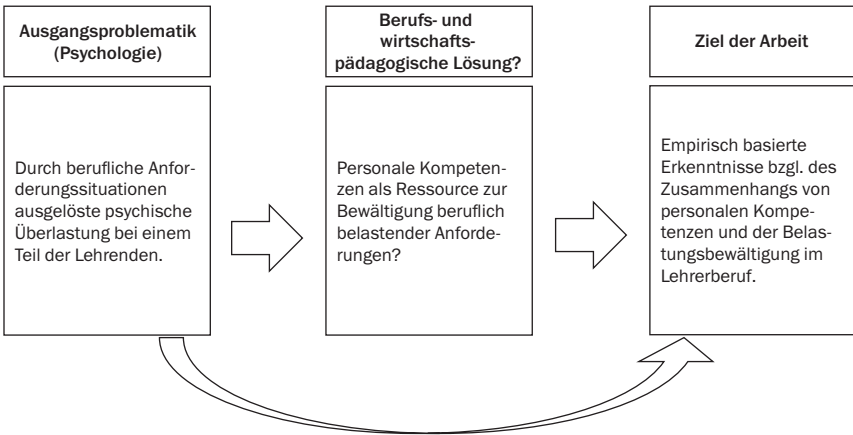 Ausgangsproblematik
(Psychologie)
Durch berufliche Anfor-
derungssituationen
ausgelöste psychische
Überlastung bei einem
Teil der Lehrenden.
Berufs- und
wirtschafts-
pädagogische Lösung?
Personale Kompeten-
zen als Ressource zur
Bewältigung beruflich
belastender Anforde-
rungen?
Ziel der Arbeit
Empirisch basierte
Erkenntnisse bzgl. des
Zusammenhangs von
personalen Kompe-
tenzen und der Belas-
tungsbewältigung im
Lehrerberuf.